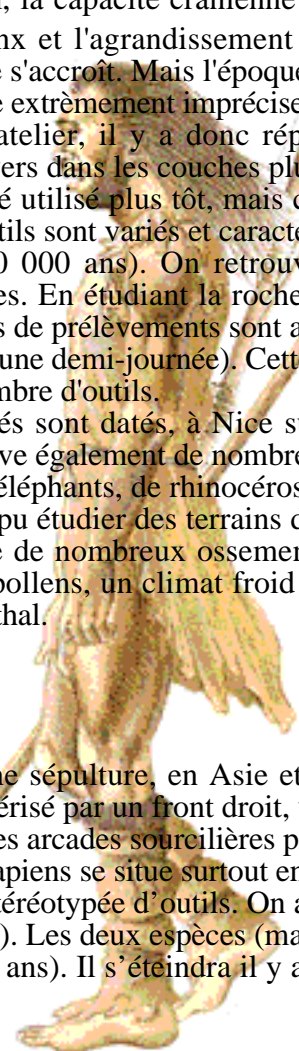 , la capacité crânienne
nx et l'agrandissement
e s'accroît. Mais l'époque
e extrêmement imprécise
atelier, il y a donc rép
vers dans les couches plu
é utilisé plus tôt, mais c
tils sont variés et caracté
0 000 ans). On retrouv
es. En étudiant la roche
s de prélèvements sont a
une demi-journée). Cett
mbre d'outils.
és sont datés, à Nice s
ve également de nombre
éléphants, de rhinocéros
pu étudier des terrains c
e de nombreux ossemen
pollens, un climat froid
thal.
ne sépulture, en Asie et
érisé par un front droit,
es arcades sourcilières p
apiens se situe surtout en
téréotypée d’outils. On a
). Les deux espèces (ma
ans). Il s’éteindra il y a